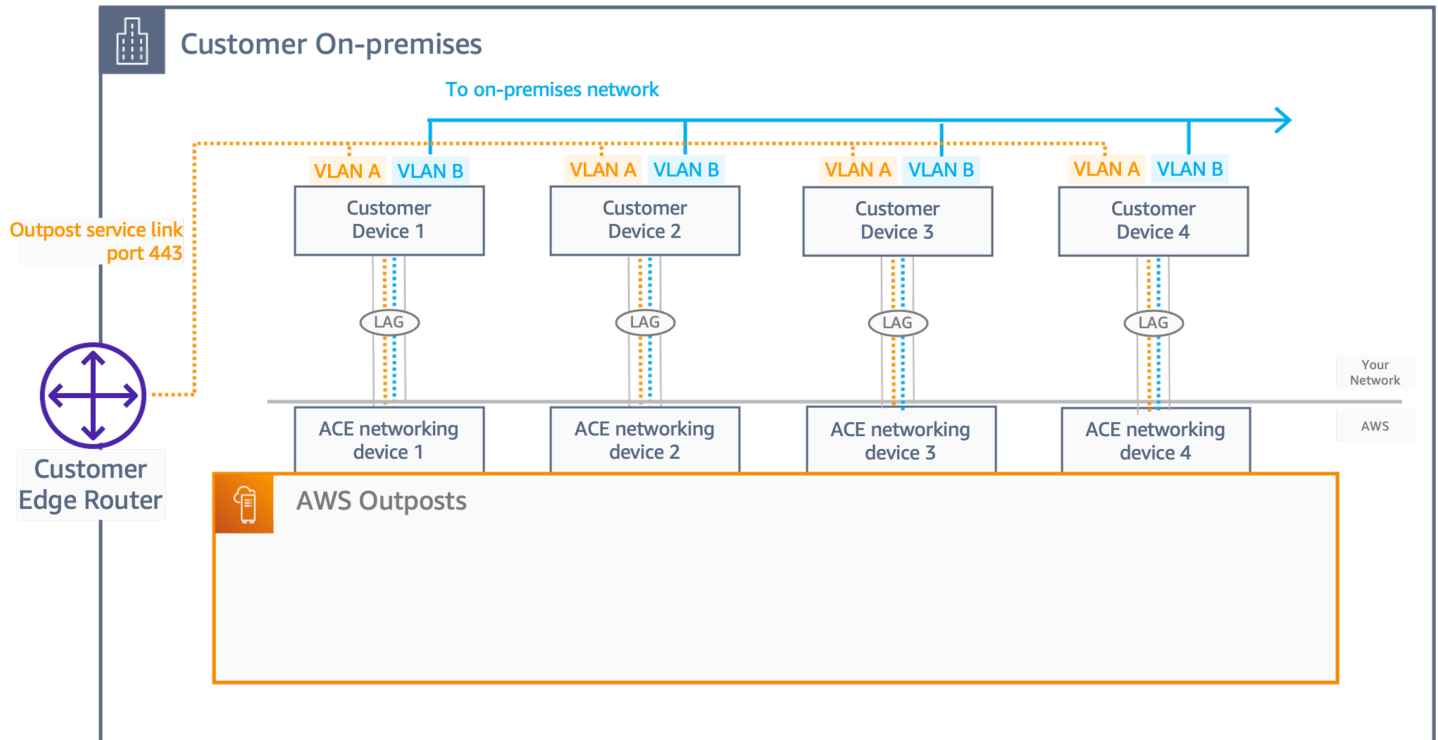 Customer On-premises
To on-premises network
VLAN A VLAN B VLAN A VLAN B VLAN A VLAN B VLAN A VLAN B
Customer
Device 1
Customer
Device 2
Customer
Device 3
Customer
Device 4
Outpost service link
port 443
LAG LAG LAG LAG
Your
Network
AWS
ACE networking
device 1
ACE networking
device 2
ACE networking
device 3
ACE networking
device 4
Customer
Edge Router
AWS Outposts